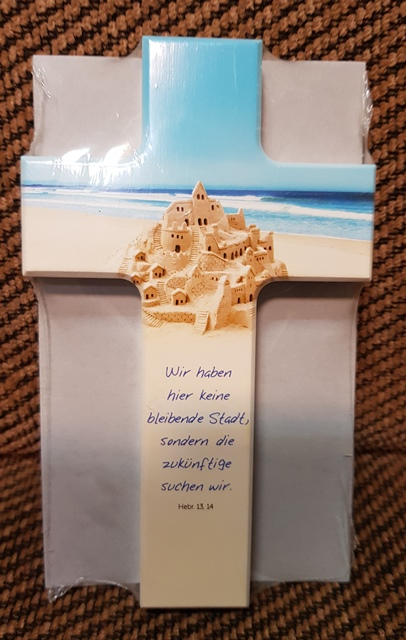 Wir haben
hier keine
bleibende Stadt,
sondern die
zukünftige
suchen wir.
Hebr. 13, 14